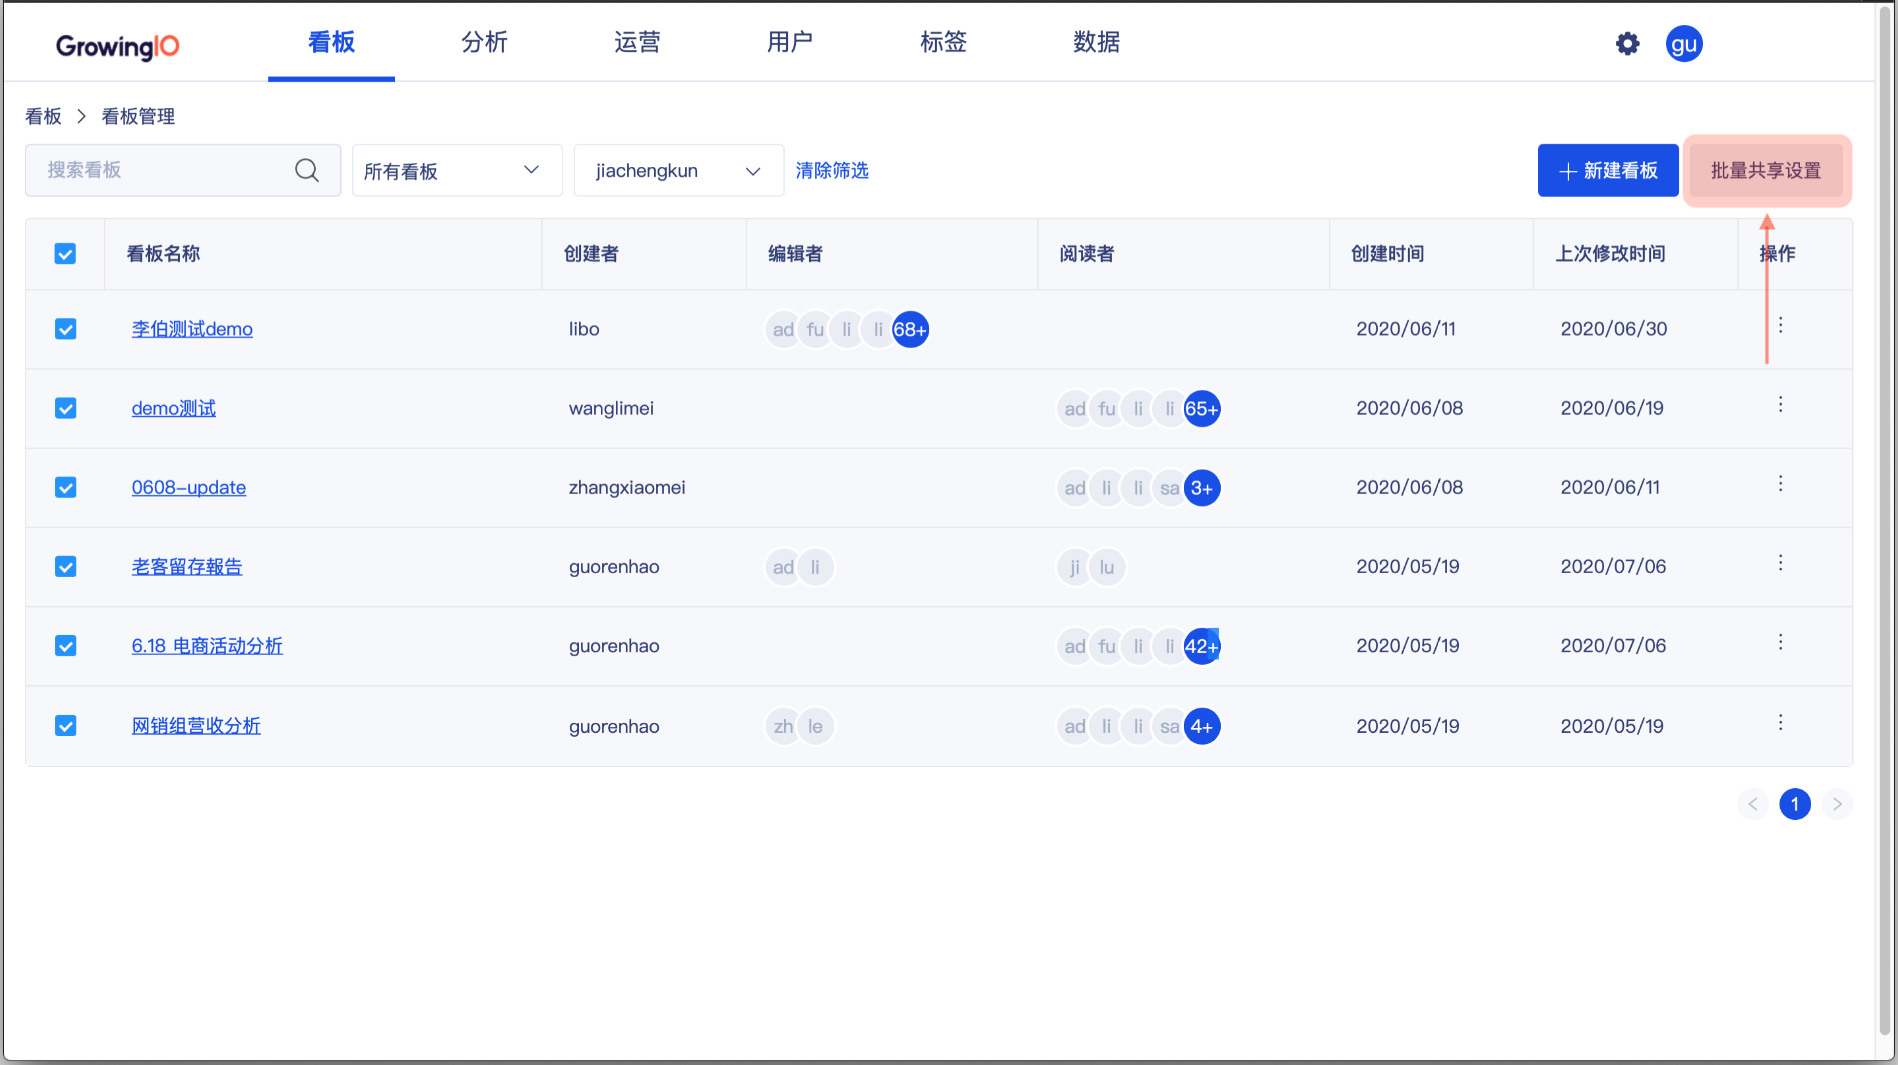 GrowingIO 看板 分析 运营 用户 标签 数据 gu
看板 > 看板管理
搜索看板 所有看板 jiachengkun 清除筛选 + 新建看板 批量共享设置
看板名称 创建者 编辑者 阅读者 创建时间 上次修改时间 操作
李伯测试demo libo ad fu li li 68+ 2020/06/11 2020/06/30
demo测试 wanglimei ad fu li li 65+ 2020/06/08 2020/06/19
0608-update zhangxiaomei ad li li sa 3+ 2020/06/08 2020/06/11
老客留存報告 guorenhao ad li ji lu 2020/05/19 2020/07/06
6.18 电商活动分析 guorenhao ad fu li li 42+ 2020/05/19 2020/07/06
网销组营收分析 guorenhao zh le ad li li sa 4+ 2020/05/19 2020/05/19
< 1 >